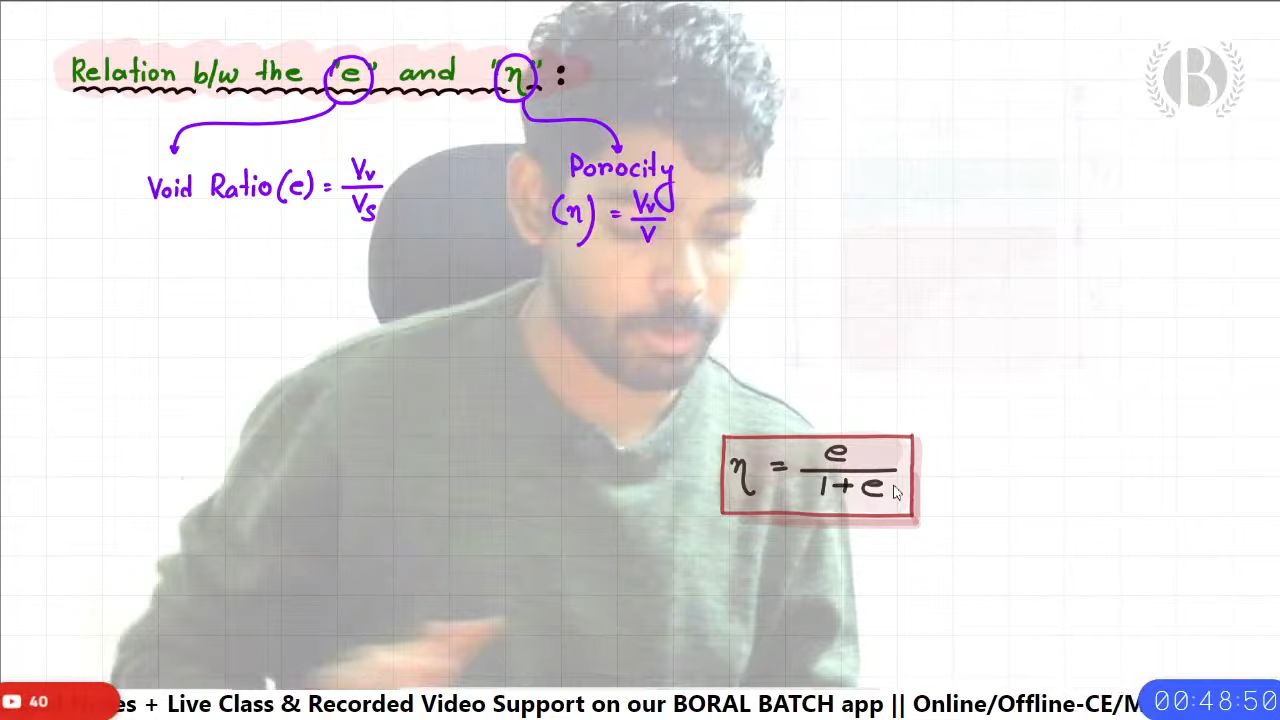 Relation b/w the "e" and "η" :
Void Ratio(e) = Vv/Vs
Porocity
(η) = Vv/V
η = e/1+e
B
40
es + Live Class & Recorded Video Support on our BORAL BATCH app || Online/Offline-CE/M
00:48:50